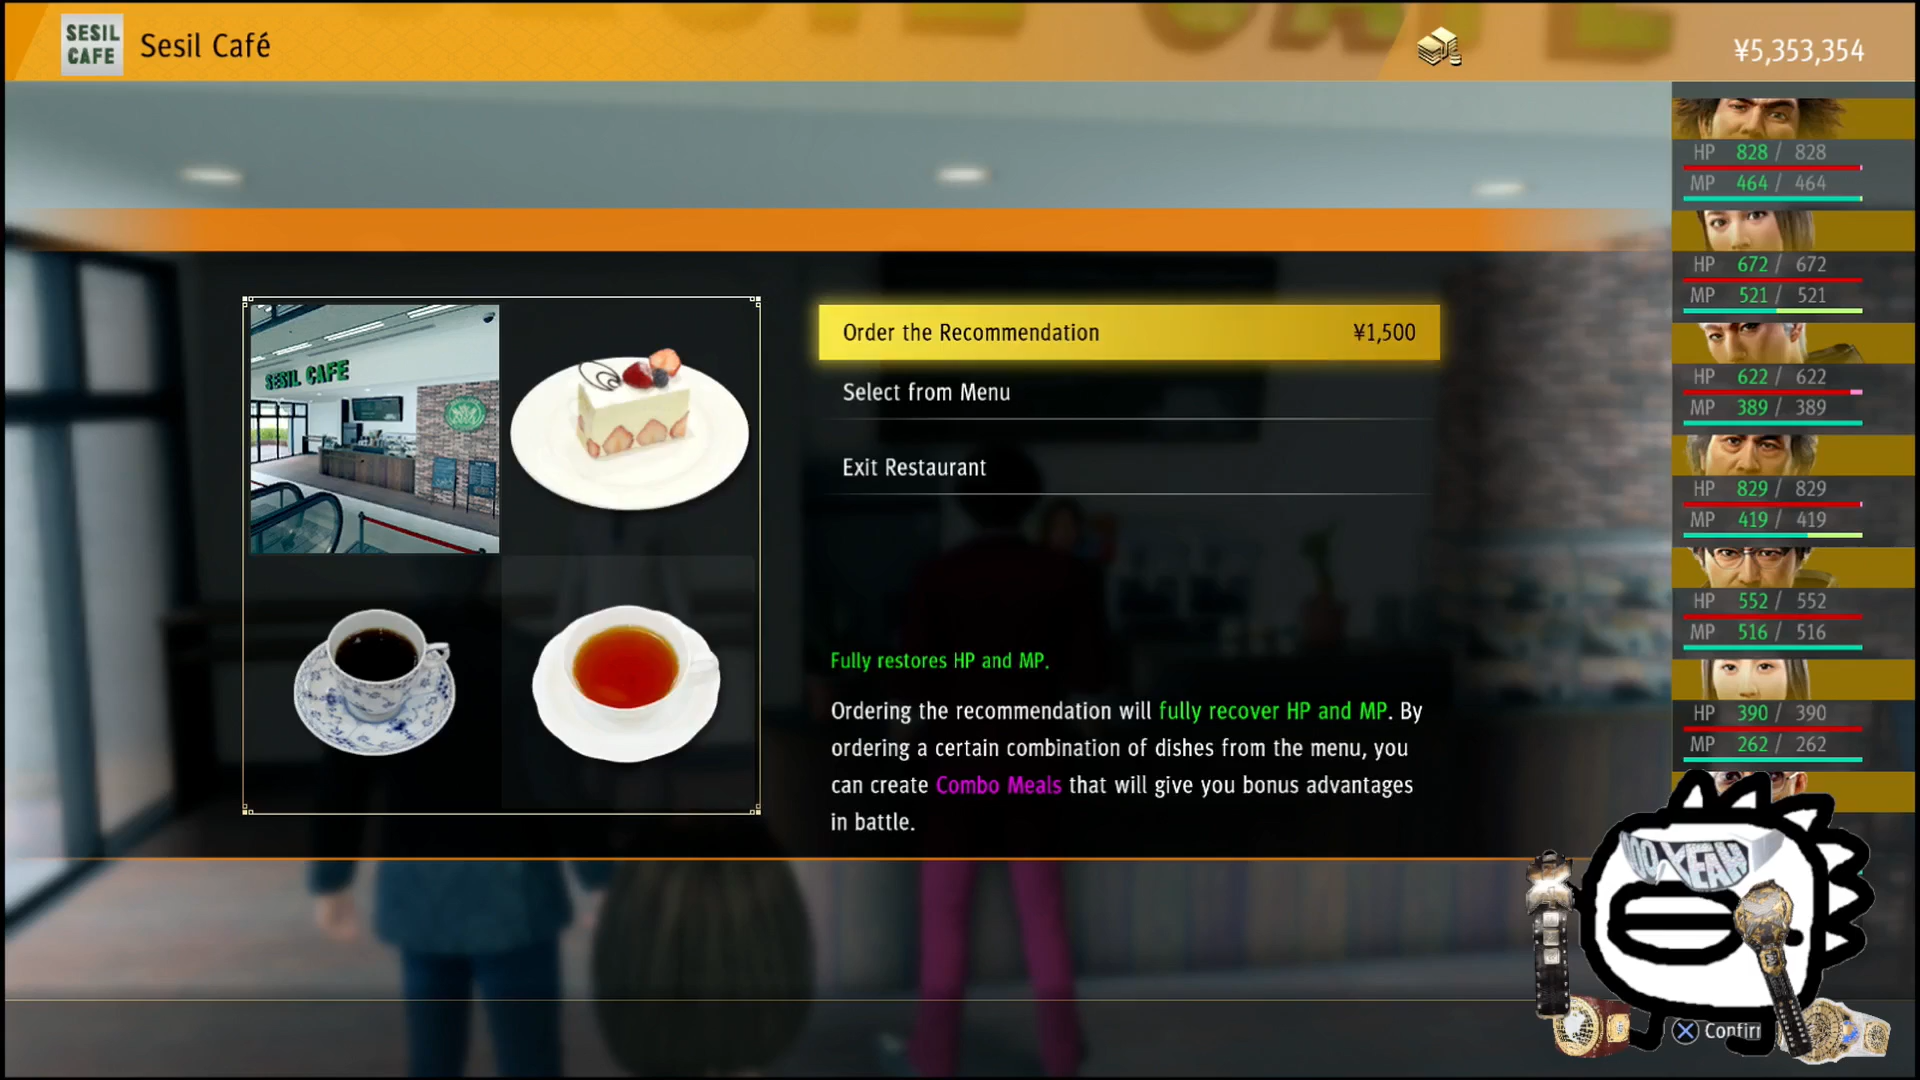 SESIL
CAFE
Sesil Café
¥5,353,354
HP 828 / 828
MP 464 / 464
HP 672 / 672
MP 521 / 521
HP 622 / 622
MP 389 / 389
HP 829 / 829
MP 419 / 419
HP 552 / 552
MP 516 / 516
HP 390 / 390
MP 262 / 262
SESIL CAFE
Order the Recommendation ¥1,500
Select from Menu
Exit Restaurant
Fully restores HP and MP.
Ordering the recommendation will fully recover HP and MP. By
ordering a certain combination of dishes from the menu, you
can create Combo Meals that will give you bonus advantages
in battle.
YEAH
Confir